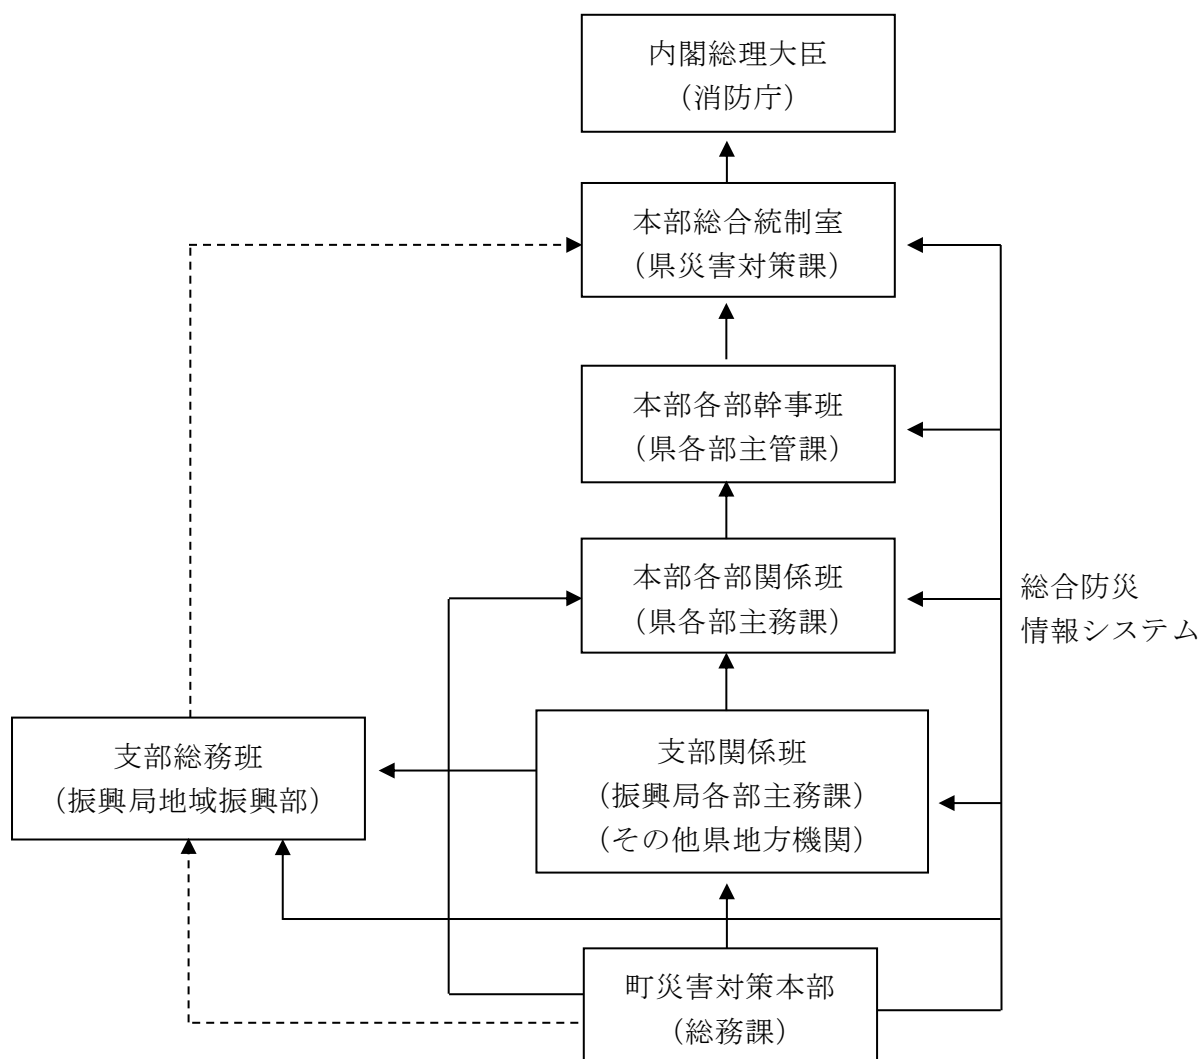 内閣総理大臣
（消防庁）
本部総合統制室
（県災害対策課）
本部各部幹事班
（県各部主管課）
本部各部関係班
（県各部主務課）
総合防災
情報システム
支部総務班
（振興局地域振興部）
支部関係班
（振興局各部主務課）
（その他県地方機関）
町災害対策本部
（総務課）